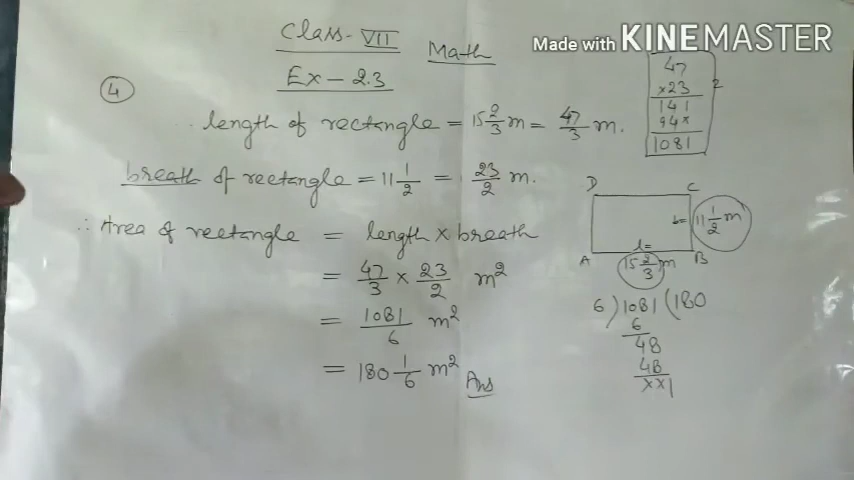 Made with KINEMASTER
Class - VII
Math
Ex - 2.3
④
length of rectangle = 15 2/3 m = 47/3 m.
breath of rectangle = 11 1/2 = 23/2 m.
∴ Area of rectangle = length × breath
= 47/3 × 23/2 m²
= 1081/6 m²
= 180 1/6 m² Ans
47
×23
141
94×
1081
2
D C
b= 11 1/2 m
l=
A B
15 2/3 m
6 ) 1081 ( 180
6
48
48
××1